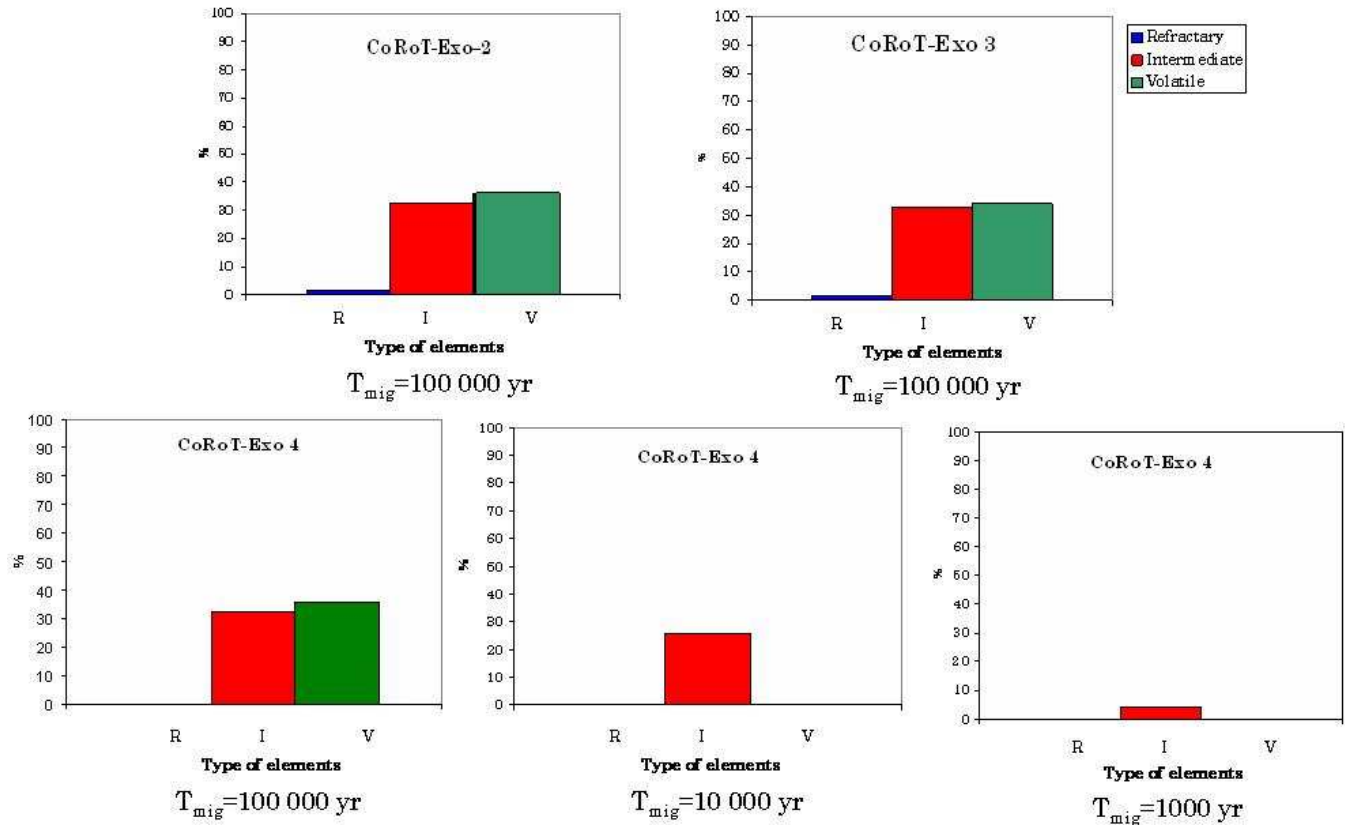 CoRoT-Exo-2
100
90
80
70
60
50
40
30
20
10
0
%
R I V
Type of elements
T_mig=100 000 yr
CoRoT-Exo 3
100
90
80
70
60
50
40
30
20
10
0
%
R I V
Type of elements
T_mig=100 000 yr
Refractary
Intermediate
Volatile
CoRoT-Exo 4
100
90
80
70
60
50
40
30
20
10
0
%
R I V
Type of elements
T_mig=100 000 yr
CoRoT-Exo 4
100
90
80
70
60
50
40
30
20
10
0
%
R I V
Type of elements
T_mig=10 000 yr
CoRoT-Exo 4
100
90
80
70
60
50
40
30
20
10
0
%
R I V
Type of elements
T_mig=1000 yr